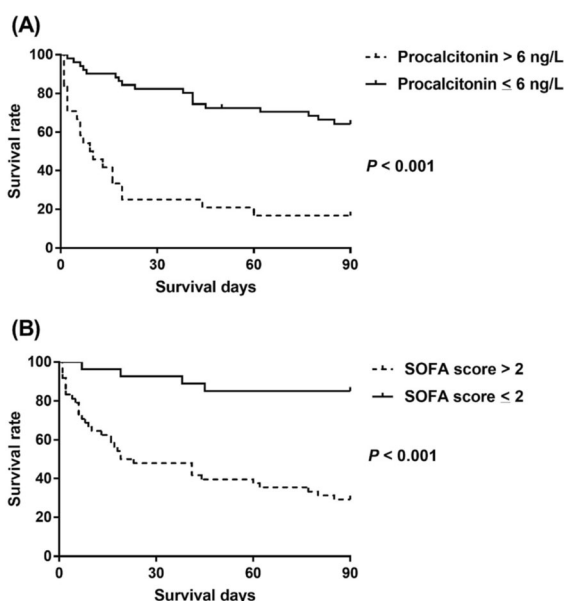 (A)
100
80
60
40
20
0
Survival rate
0
30
60
90
Survival days
Procalcitonin > 6 ng/L
Procalcitonin ≤ 6 ng/L
P < 0.001
(B)
100
80
60
40
20
0
Survival rate
0
30
60
90
Survival days
SOFA score > 2
SOFA score ≤ 2
P < 0.001